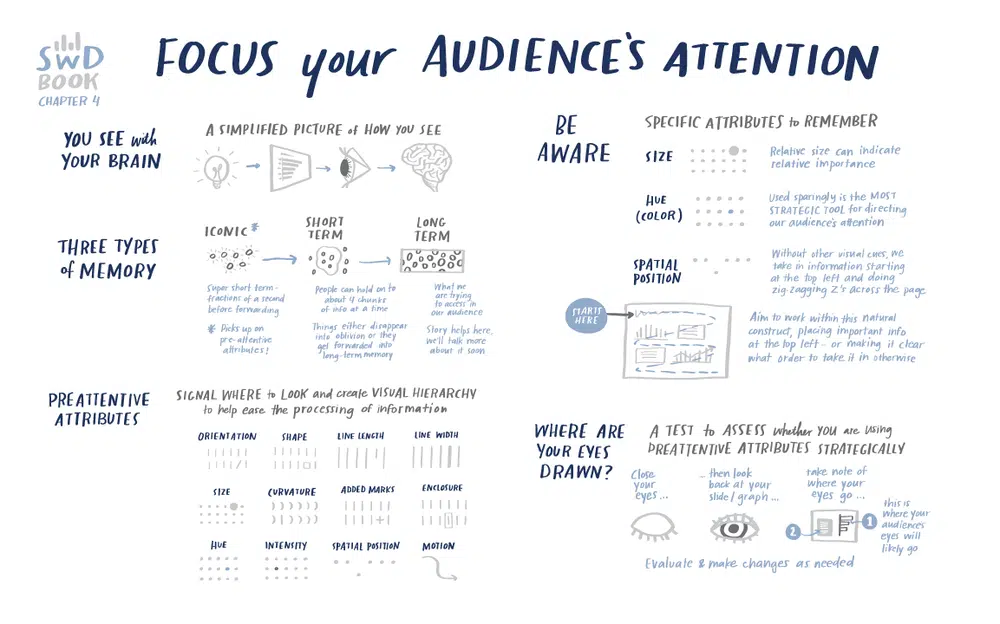 SWD
BOOK
CHAPTER 4
FOCUS your AUDIENCE'S ATTENTION
YOU SEE with
YOUR BRAIN
A SIMPLIFIED PICTURE of HOW YOU SEE
THREE TYPES
of MEMORY
ICONIC *
Super short term-
fractions of a second
before forwarding
* Picks up on
pre-attentive
attributes!
SHORT
TERM
People can hold on to
about 4 chunks
of info at a time
Things either disappear
into oblivion or they
get forwarded into
long-term memory
LONG
TERM
What we
are trying
to access in
our audience
Story helps here,
we'll talk more
about it soon
PREATTENTIVE
ATTRIBUTES
SIGNAL WHERE to LOOK and create VISUAL HIERARCHY
to help ease the processing of information
ORIENTATION
SHAPE
LINE LENGTH
LINE WIDTH
SIZE
CURVATURE
ADDED MARKS
ENCLOSURE
HUE
INTENSITY
SPATIAL POSITION
MOTION
BE
AWARE
SPECIFIC ATTRIBUTES to REMEMBER
SIZE
Relative size can indicate
relative importance
HUE
(COLOR)
Used sparingly is the MOST
STRATEGIC TOOL for directing
our audience's attention
SPATIAL
POSITION
Without other visual cues, we
take in information starting
at the top left and doing
zig-zagging Z's across the page
STARTS
HERE
Aim to work within this natural
construct, placing important info
at the top left - or making it clear
what order to take it in otherwise
WHERE ARE
YOUR EYES
DRAWN?
A TEST to ASSESS whether YOU are USING
PREATTENTIVE ATTRIBUTES STRATEGICALLY
Close
your
eyes...
...then look
back at your
slide/graph...
take note of
where your
eyes go...
2
1
this is
where your
audiences
eyes will
likely go
Evaluate & make changes as needed